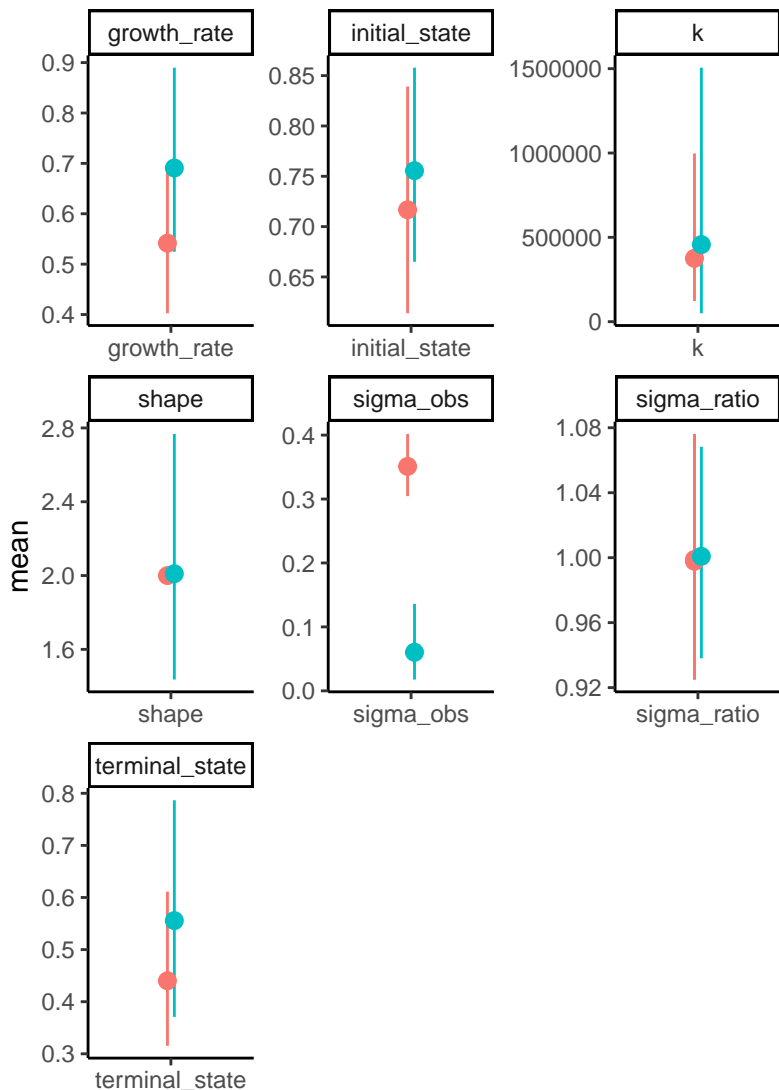 growth_rate
0.9
0.8
0.7
0.6
0.5
0.4
growth_rate
initial_state
0.85
0.80
0.75
0.70
0.65
initial_state
k
1500000
1000000
500000
0
k
mean
shape
2.8
2.4
2.0
1.6
shape
sigma_obs
0.4
0.3
0.2
0.1
0.0
sigma_obs
sigma_ratio
1.08
1.04
1.00
0.96
0.92
sigma_ratio
terminal_state
0.8
0.7
0.6
0.5
0.4
0.3
terminal_state